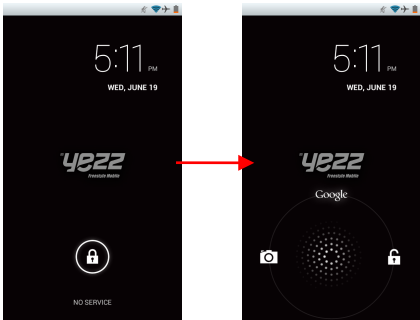 5:11 PM
WED, JUNE 19
YEZZ
Freestyle Mobile
NO SERVICE
5:11 PM
WED, JUNE 19
YEZZ
Freestyle Mobile
Google